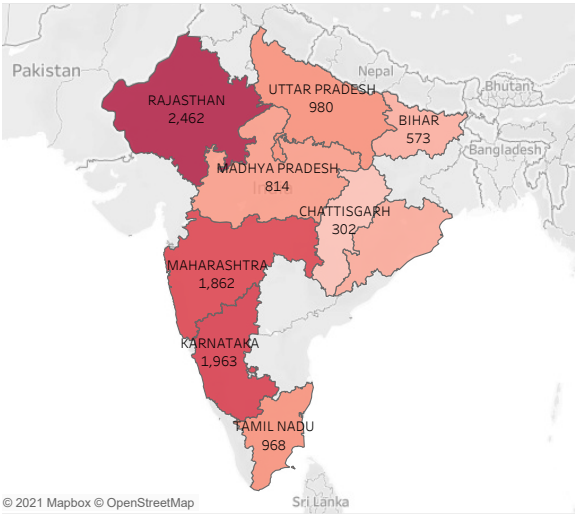 Pakistan
Nepal
Bhutan
RAJASTHAN
2,462
UTTAR PRADESH
980
BIHAR
573
Bangladesh
MADHYA PRADESH
814
India
CHATTISGARH
302
MAHARASHTRA
1,862
KARNATAKA
1,963
TAMIL NADU
968
Sri Lanka
© 2021 Mapbox © OpenStreetMap